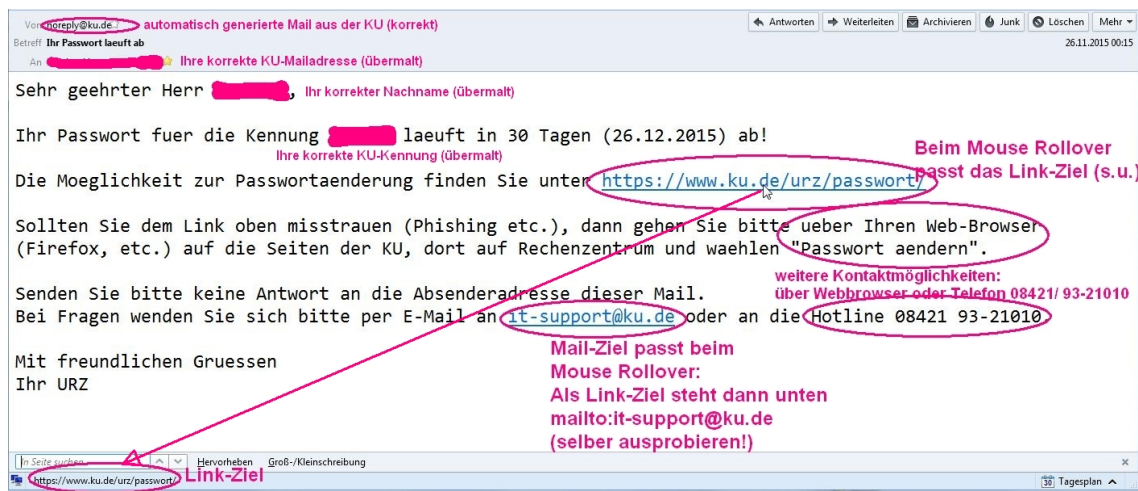 Von noreply@ku.de automatisch generierte Mail aus der KU (korrekt)
Antworten Weiterleiten Archivieren Junk Löschen Mehr
Betreff Ihr Passwort laeuft ab
26.11.2015 00:15
An Ihre korrekte KU-Mailadresse (übermalt)
Sehr geehrter Herr , Ihr korrekter Nachname (übermalt)
Ihr Passwort fuer die Kennung laeuft in 30 Tagen (26.12.2015) ab!
Ihre korrekte KU-Kennung (übermalt)
Beim Mouse Rollover
passt das Link-Ziel (s.u.)
Die Moeglichkeit zur Passwortaenderung finden Sie unter https://www.ku.de/urz/passwort/
Sollten Sie dem Link oben misstrauen (Phishing etc.), dann gehen Sie bitte ueber Ihren Web-Browser
(Firefox, etc.) auf die Seiten der KU, dort auf Rechenzentrum und waehlen "Passwort aendern".
weitere Kontaktmöglichkeiten:
über Webbrowser oder Telefon 08421/ 93-21010
Senden Sie bitte keine Antwort an die Absenderadresse dieser Mail.
Bei Fragen wenden Sie sich bitte per E-Mail an it-support@ku.de oder an die Hotline 08421 93-21010.
Mit freundlichen Gruessen
Ihr URZ
Mail-Ziel passt beim
Mouse Rollover:
Als Link-Ziel steht dann unten
mailto:it-support@ku.de
(selber ausprobieren!)
In Seite suchen Hervorheben Groß-/Kleinschreibung
https://www.ku.de/urz/passwort/ Link-Ziel
30 Tagesplan